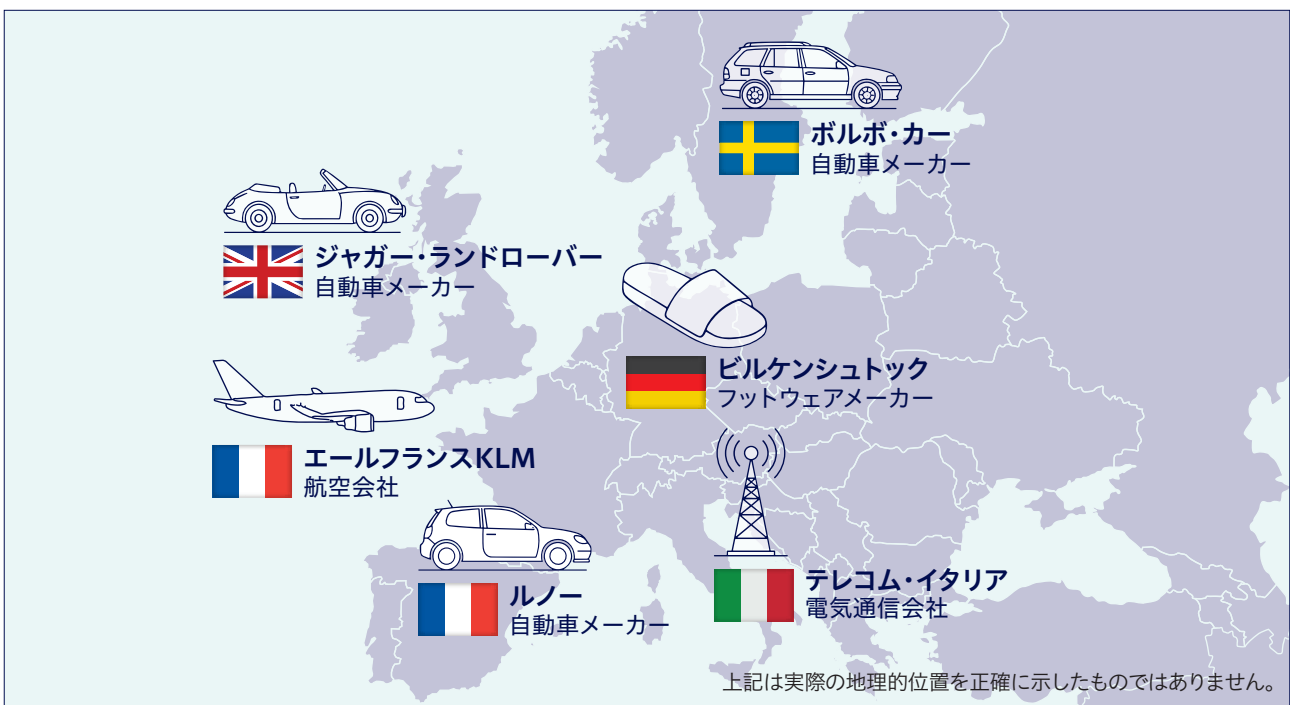 ボルボ・カー
自動車メーカー
ジャガー・ランドローバー
自動車メーカー
ビルケンシュトック
フットウェアメーカー
エールフランスKLM
航空会社
テレコム・イタリア
電気通信会社
ルノー
自動車メーカー
上記は実際の地理的位置を正確に示したものではありません。